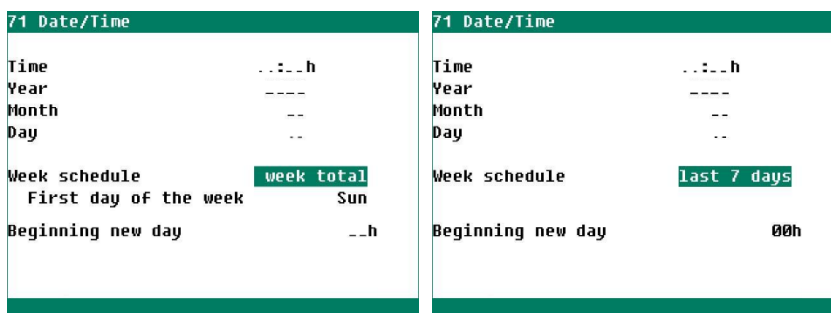 71 Date/Time
Time ..:__h
Year ____
Month __
Day ..
Week schedule week total
First day of the week Sun
Beginning new day __h
71 Date/Time
Time ..:__h
Year ____
Month __
Day ..
Week schedule last 7 days
Beginning new day 00h